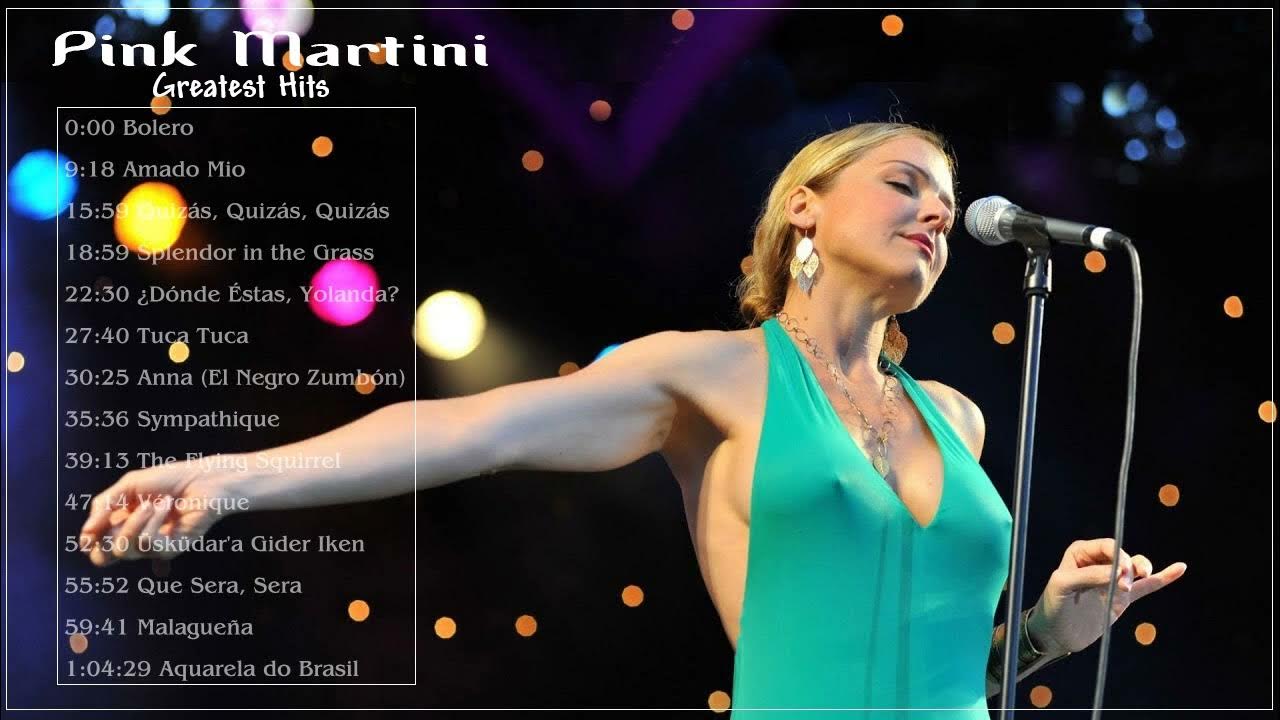 Pink Martini
Greatest Hits
0:00 Bolero
9:18 Amado Mio
15:59 Quizás, Quizás, Quizás
18:59 Splendor in the Grass
22:30 ¿Dónde Éstas, Yolanda?
27:40 Tuca Tuca
30:25 Anna (El Negro Zumbón)
35:36 Sympathique
39:13 The Flying Squirrel
47:14 Véronique
52:30 Üsküdar'a Gider Iken
55:52 Que Sera, Sera
59:41 Malagueña
1:04:29 Aquarela do Brasil